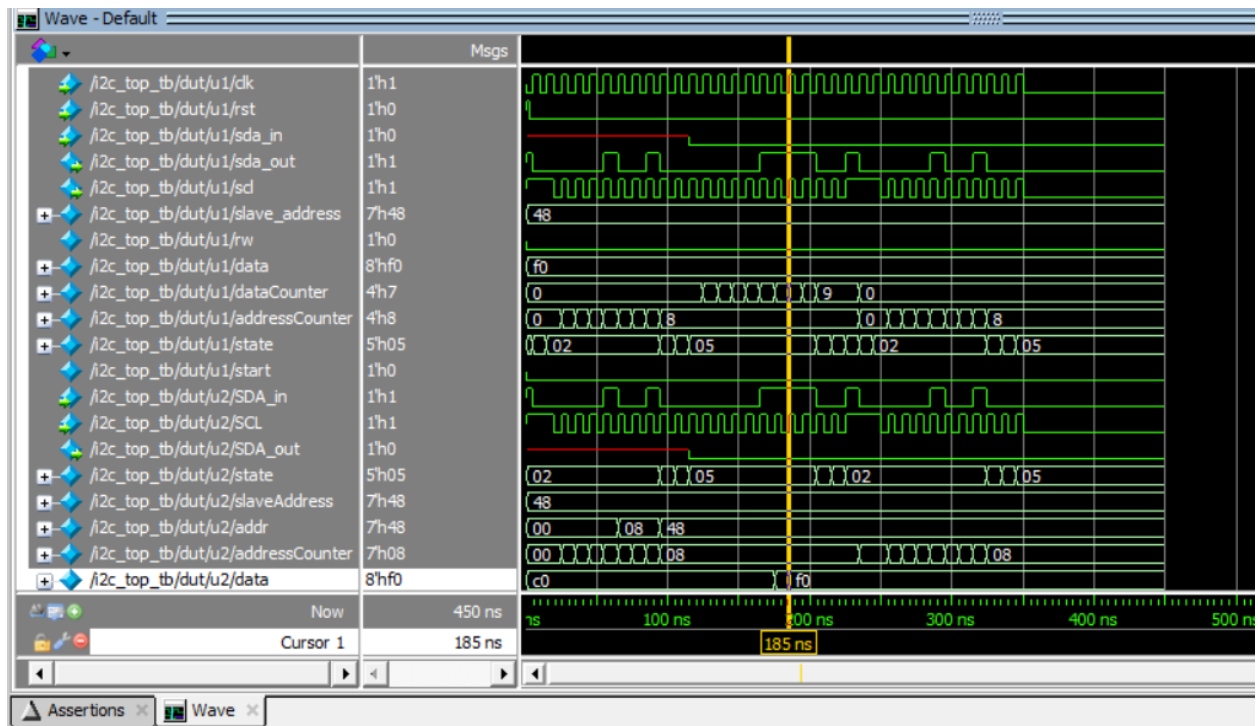 Wave - Default
Msgs
/i2c_top_tb/dut/u1/clk 1'h1
/i2c_top_tb/dut/u1/rst 1'h0
/i2c_top_tb/dut/u1/sda_in 1'h0
/i2c_top_tb/dut/u1/sda_out 1'h1
/i2c_top_tb/dut/u1/scl 1'h1
/i2c_top_tb/dut/u1/slave_address 7'h48 48
/i2c_top_tb/dut/u1/rw 1'h0
/i2c_top_tb/dut/u1/data 8'hf0 f0
/i2c_top_tb/dut/u1/dataCounter 4'h7 0 9 0
/i2c_top_tb/dut/u1/addressCounter 4'h8 0 8 0 8
/i2c_top_tb/dut/u1/state 5'h05 02 05 02 05
/i2c_top_tb/dut/u1/start 1'h0
/i2c_top_tb/dut/u2/SDA_in 1'h1
/i2c_top_tb/dut/u2/SCL 1'h1
/i2c_top_tb/dut/u2/SDA_out 1'h0
/i2c_top_tb/dut/u2/state 5'h05 02 05 02 05
/i2c_top_tb/dut/u2/slaveAddress 7'h48 48
/i2c_top_tb/dut/u2/addr 7'h48 00 08 48
/i2c_top_tb/dut/u2/addressCounter 7'h08 00 08 08
/i2c_top_tb/dut/u2/data 8'hf0 c0 f0
Now 450 ns ns 100 ns 200 ns 300 ns 400 ns 500 ns
Cursor 1 185 ns 185 ns
Assertions Wave